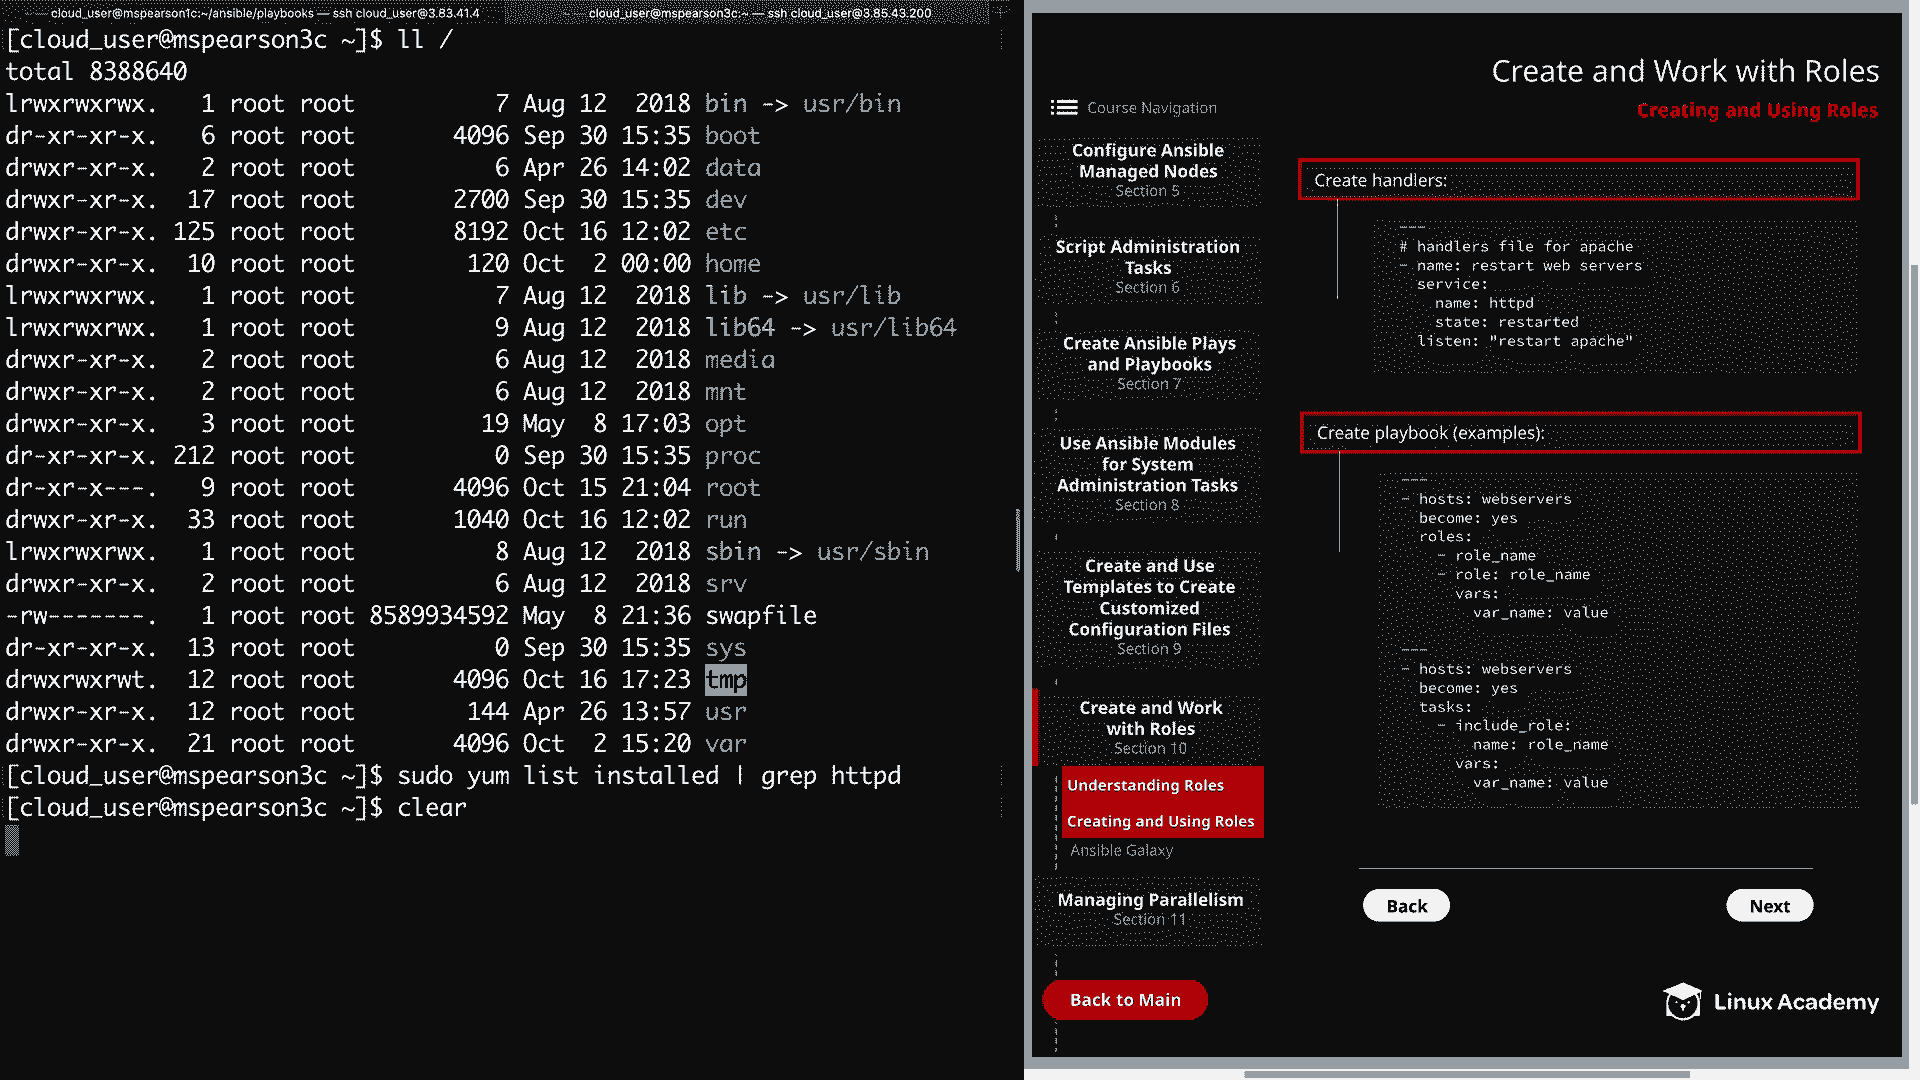 cloud_user@mspearson1c:~/ansible/playbooks — ssh cloud_user@3.83.41.4
cloud_user@mspearson3c:~ — ssh cloud_user@3.85.43.200
[cloud_user@mspearson3c ~]$ ll /
total 8388640
lrwxrwxrwx.   1 root root          7 Aug 12  2018 bin -> usr/bin
dr-xr-xr-x.   6 root root       4096 Sep 30 15:35 boot
drwxr-xr-x.   2 root root          6 Apr 26 14:02 data
drwxr-xr-x.  17 root root       2700 Sep 30 15:35 dev
drwxr-xr-x. 125 root root       8192 Oct 16 12:02 etc
drwxr-xr-x.  10 root root        120 Oct  2 00:00 home
lrwxrwxrwx.   1 root root          7 Aug 12  2018 lib -> usr/lib
lrwxrwxrwx.   1 root root          9 Aug 12  2018 lib64 -> usr/lib64
drwxr-xr-x.   2 root root          6 Aug 12  2018 media
drwxr-xr-x.   2 root root          6 Aug 12  2018 mnt
drwxr-xr-x.   3 root root         19 May  8 17:03 opt
dr-xr-xr-x. 212 root root          0 Sep 30 15:35 proc
dr-xr-x---.   9 root root       4096 Oct 15 21:04 root
drwxr-xr-x.  33 root root       1040 Oct 16 12:02 run
lrwxrwxrwx.   1 root root          8 Aug 12  2018 sbin -> usr/sbin
drwxr-xr-x.   2 root root          6 Aug 12  2018 srv
-rw-------.   1 root root 8589934592 May  8 21:36 swapfile
dr-xr-xr-x.  13 root root          0 Sep 30 15:35 sys
drwxrwxrwt.  12 root root       4096 Oct 16 17:23 tmp
drwxr-xr-x.  12 root root        144 Apr 26 13:57 usr
drwxr-xr-x.  21 root root       4096 Oct  2 15:20 var
[cloud_user@mspearson3c ~]$ sudo yum list installed | grep httpd
[cloud_user@mspearson3c ~]$ clear
Create and Work with Roles
Creating and Using Roles
Course Navigation
Configure Ansible
Managed Nodes
Section 5
Script Administration
Tasks
Section 6
Create Ansible Plays
and Playbooks
Section 7
Use Ansible Modules
for System
Administration Tasks
Section 8
Create and Use
Templates to Create
Customized
Configuration Files
Section 9
Create and Work
with Roles
Section 10
Understanding Roles
Creating and Using Roles
Ansible Galaxy
Managing Parallelism
Section 11
Back to Main
Create handlers:
---
# handlers file for apache
- name: restart web servers
  service:
    name: httpd
    state: restarted
  listen: "restart apache"
Create playbook (examples):
---
- hosts: webservers
  become: yes
  roles:
    - role_name
    - role: role_name
      vars:
        var_name: value
---
- hosts: webservers
  become: yes
  tasks:
    - include_role:
        name: role_name
      vars:
        var_name: value
Back
Next
Linux Academy